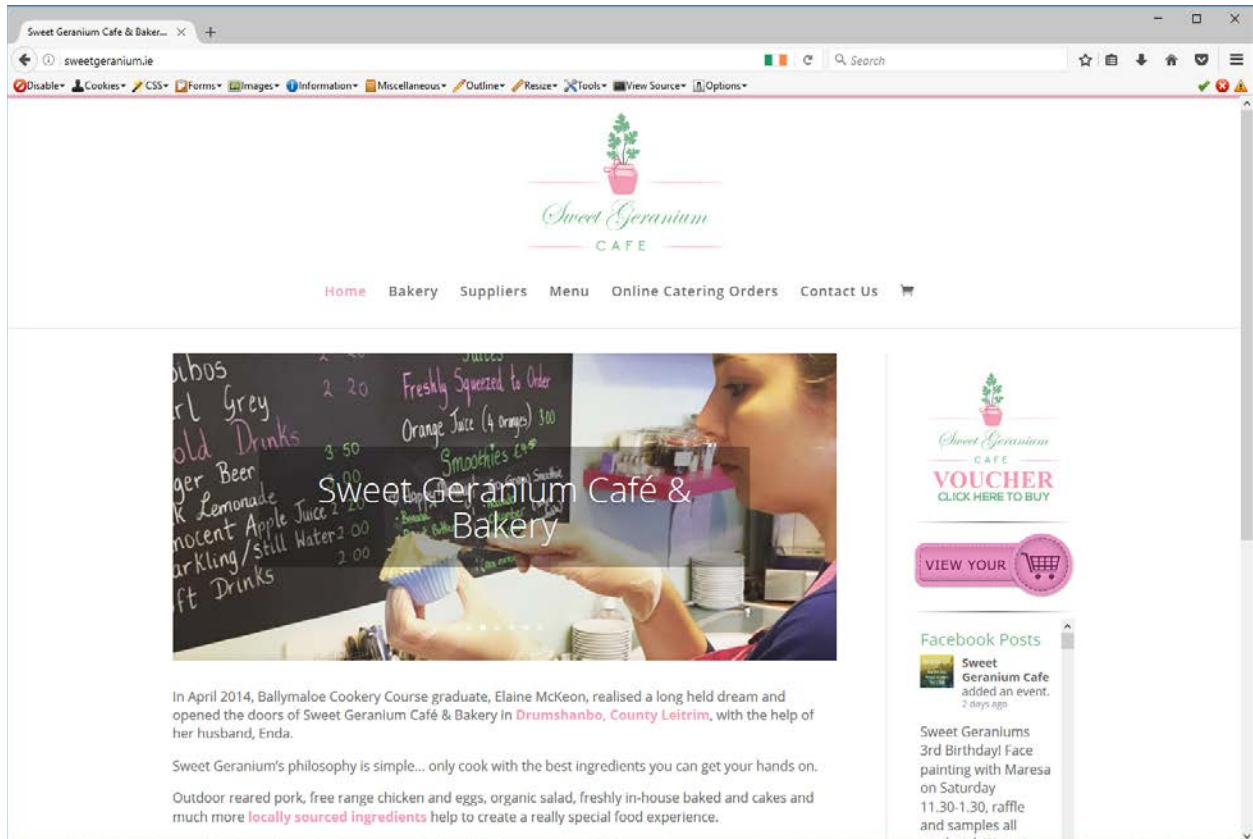 Sweet Geranium Cafe & Baker...
sweetgeranium.ie
Search
Disable Cookies CSS Forms Images Information Miscellaneous Outline Resize Tools View Source Options
Sweet Geranium
CAFE
Home Bakery Suppliers Menu Online Catering Orders Contact Us
2 20
Grey
2 20
Drinks
3 50
Beer
Lemonade
Apple Juice
Still Water 2.00
2 00
Drinks
Freshly Squeezed to Order
Orange Juice (4 oranges) 3.00
Smoothies
Sweet Geranium Café &
Bakery
Sweet Geranium
CAFE
VOUCHER
CLICK HERE TO BUY
VIEW YOUR
In April 2014, Ballymaloe Cookery Course graduate, Elaine McKeon, realised a long held dream and
opened the doors of Sweet Geranium Café & Bakery in Drumshanbo, County Leitrim, with the help of
her husband, Enda.
Sweet Geranium's philosophy is simple... only cook with the best ingredients you can get your hands on.
Outdoor reared pork, free range chicken and eggs, organic salad, freshly in-house baked and cakes and
much more locally sourced ingredients help to create a really special food experience.
Facebook Posts
Sweet
Geranium Cafe
added an event.
2 days ago
Sweet Geraniums
3rd Birthday! Face
painting with Maresa
on Saturday
11.30-1.30, raffle
and samples all